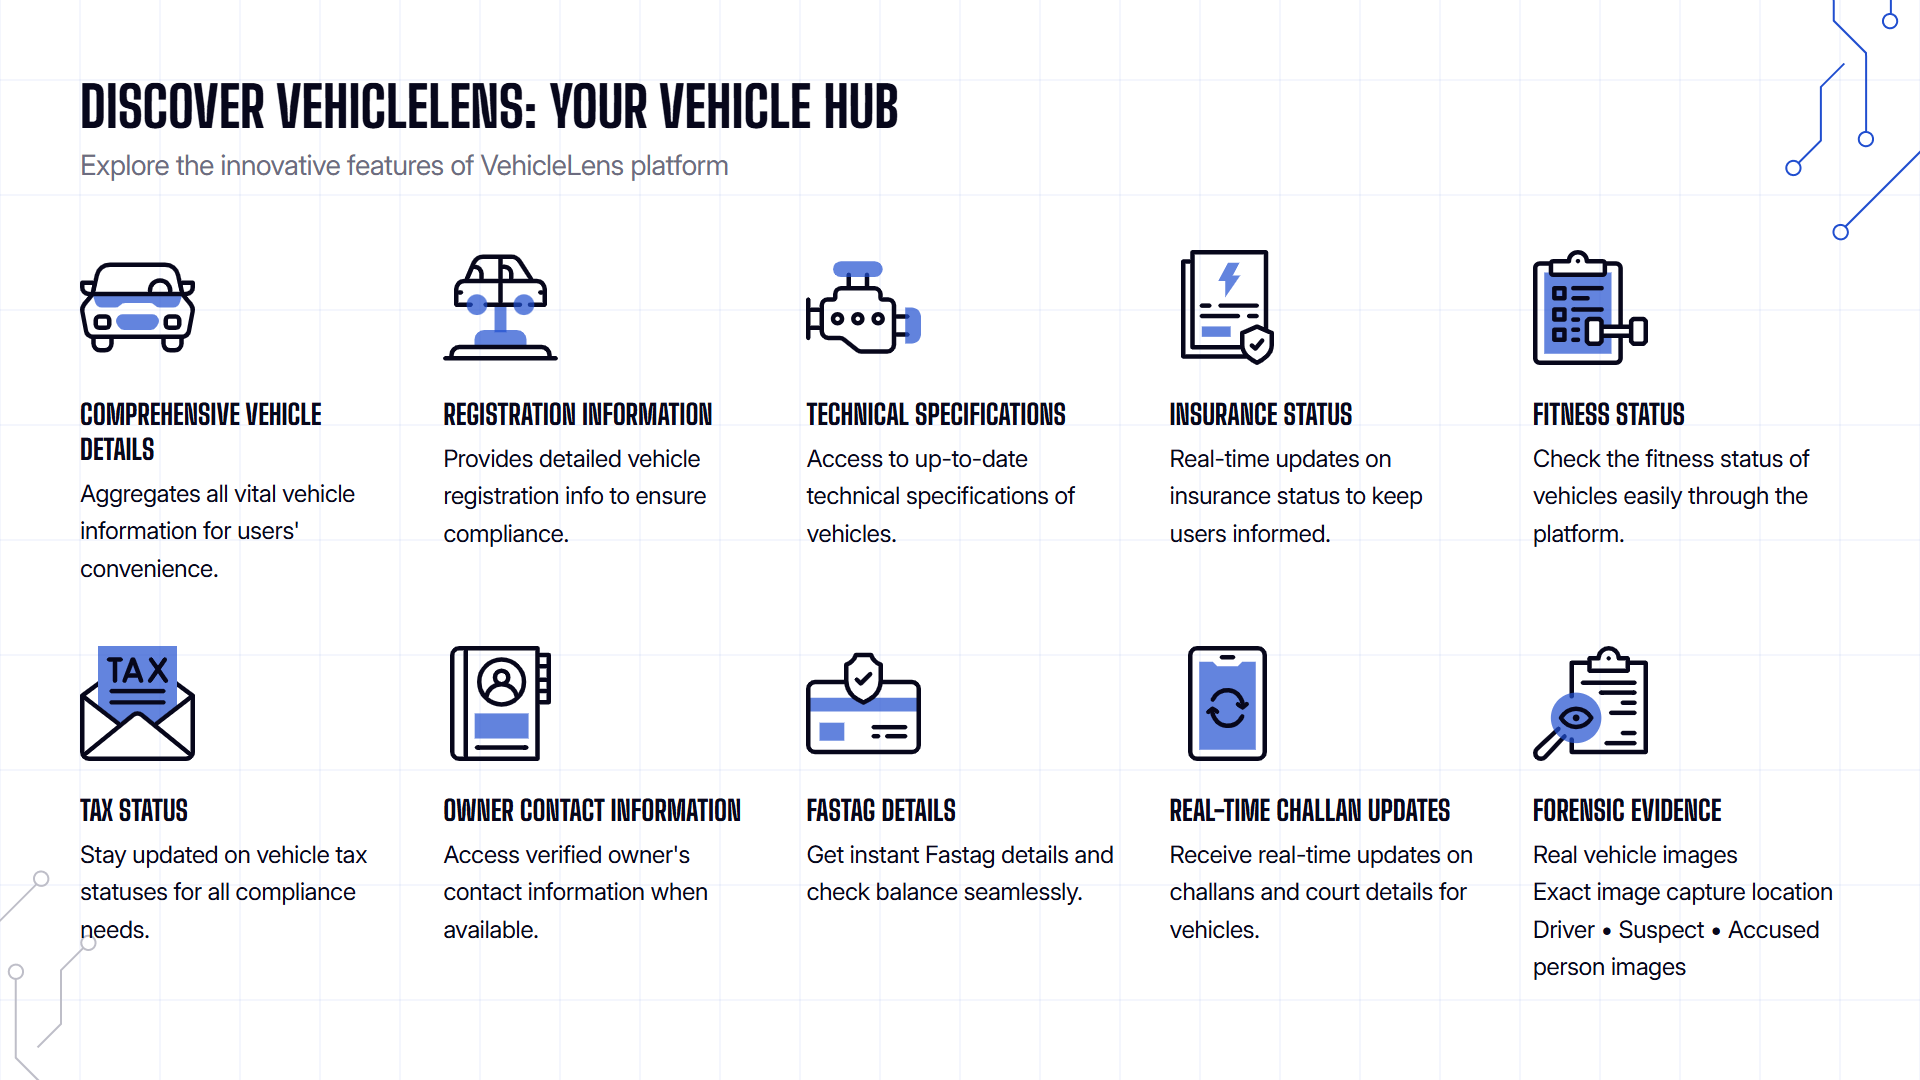 DISCOVER VEHICLELENS: YOUR VEHICLE HUB
Explore the innovative features of VehicleLens platform
COMPREHENSIVE VEHICLE
DETAILS
Aggregates all vital vehicle
information for users'
convenience.
REGISTRATION INFORMATION
Provides detailed vehicle
registration info to ensure
compliance.
TECHNICAL SPECIFICATIONS
Access to up-to-date
technical specifications of
vehicles.
INSURANCE STATUS
Real-time updates on
insurance status to keep
users informed.
FITNESS STATUS
Check the fitness status of
vehicles easily through the
platform.
TAX
TAX STATUS
Stay updated on vehicle tax
statuses for all compliance
needs.
OWNER CONTACT INFORMATION
Access verified owner's
contact information when
available.
FASTAG DETAILS
Get instant Fastag details and
check balance seamlessly.
REAL-TIME CHALLAN UPDATES
Receive real-time updates on
challans and court details for
vehicles.
FORENSIC EVIDENCE
Real vehicle images
Exact image capture location
Driver • Suspect • Accused
person images